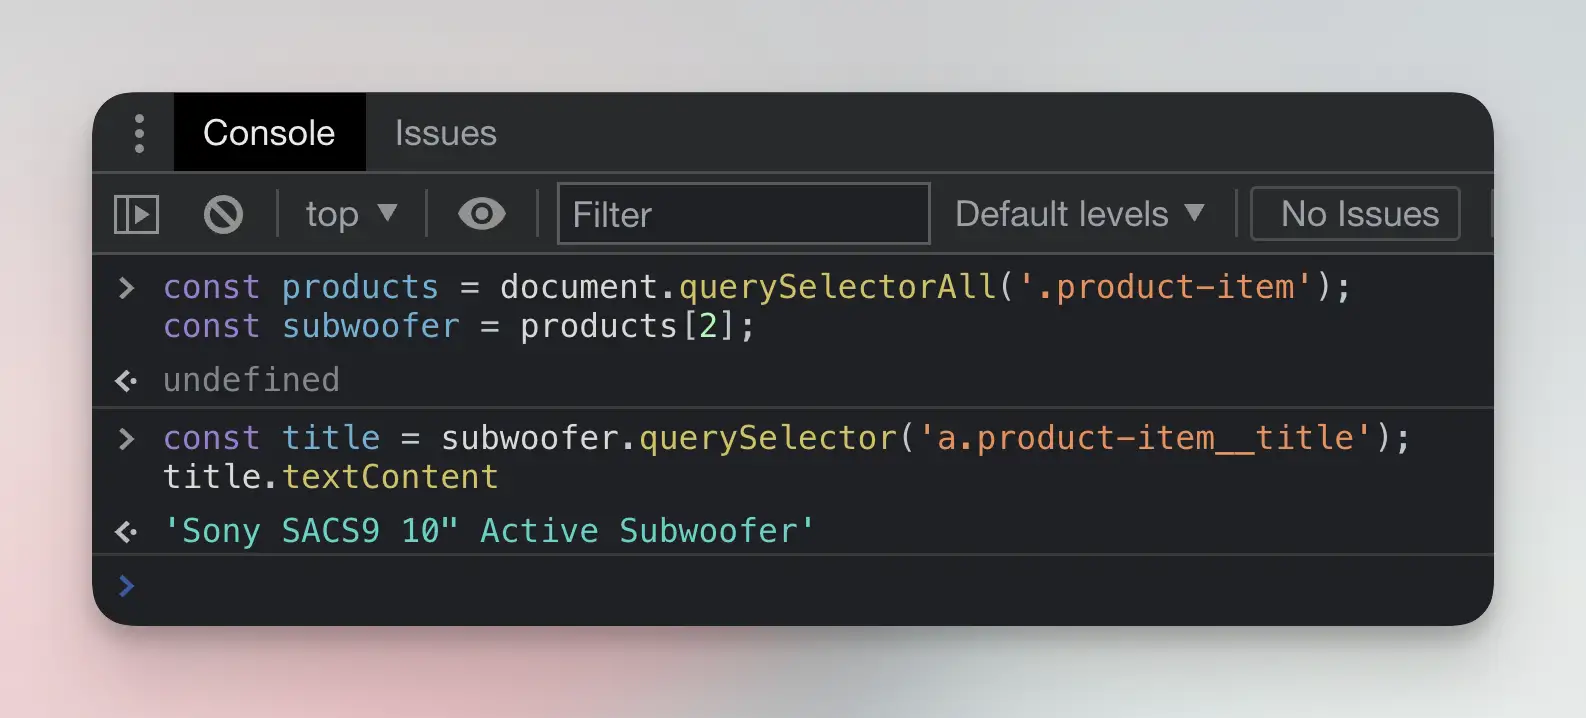 Console Issues
top Filter Default levels No Issues
const products = document.querySelectorAll('.product-item');
const subwoofer = products[2];
undefined
const title = subwoofer.querySelector('a.product-item__title');
title.textContent
'Sony SACS9 10" Active Subwoofer'